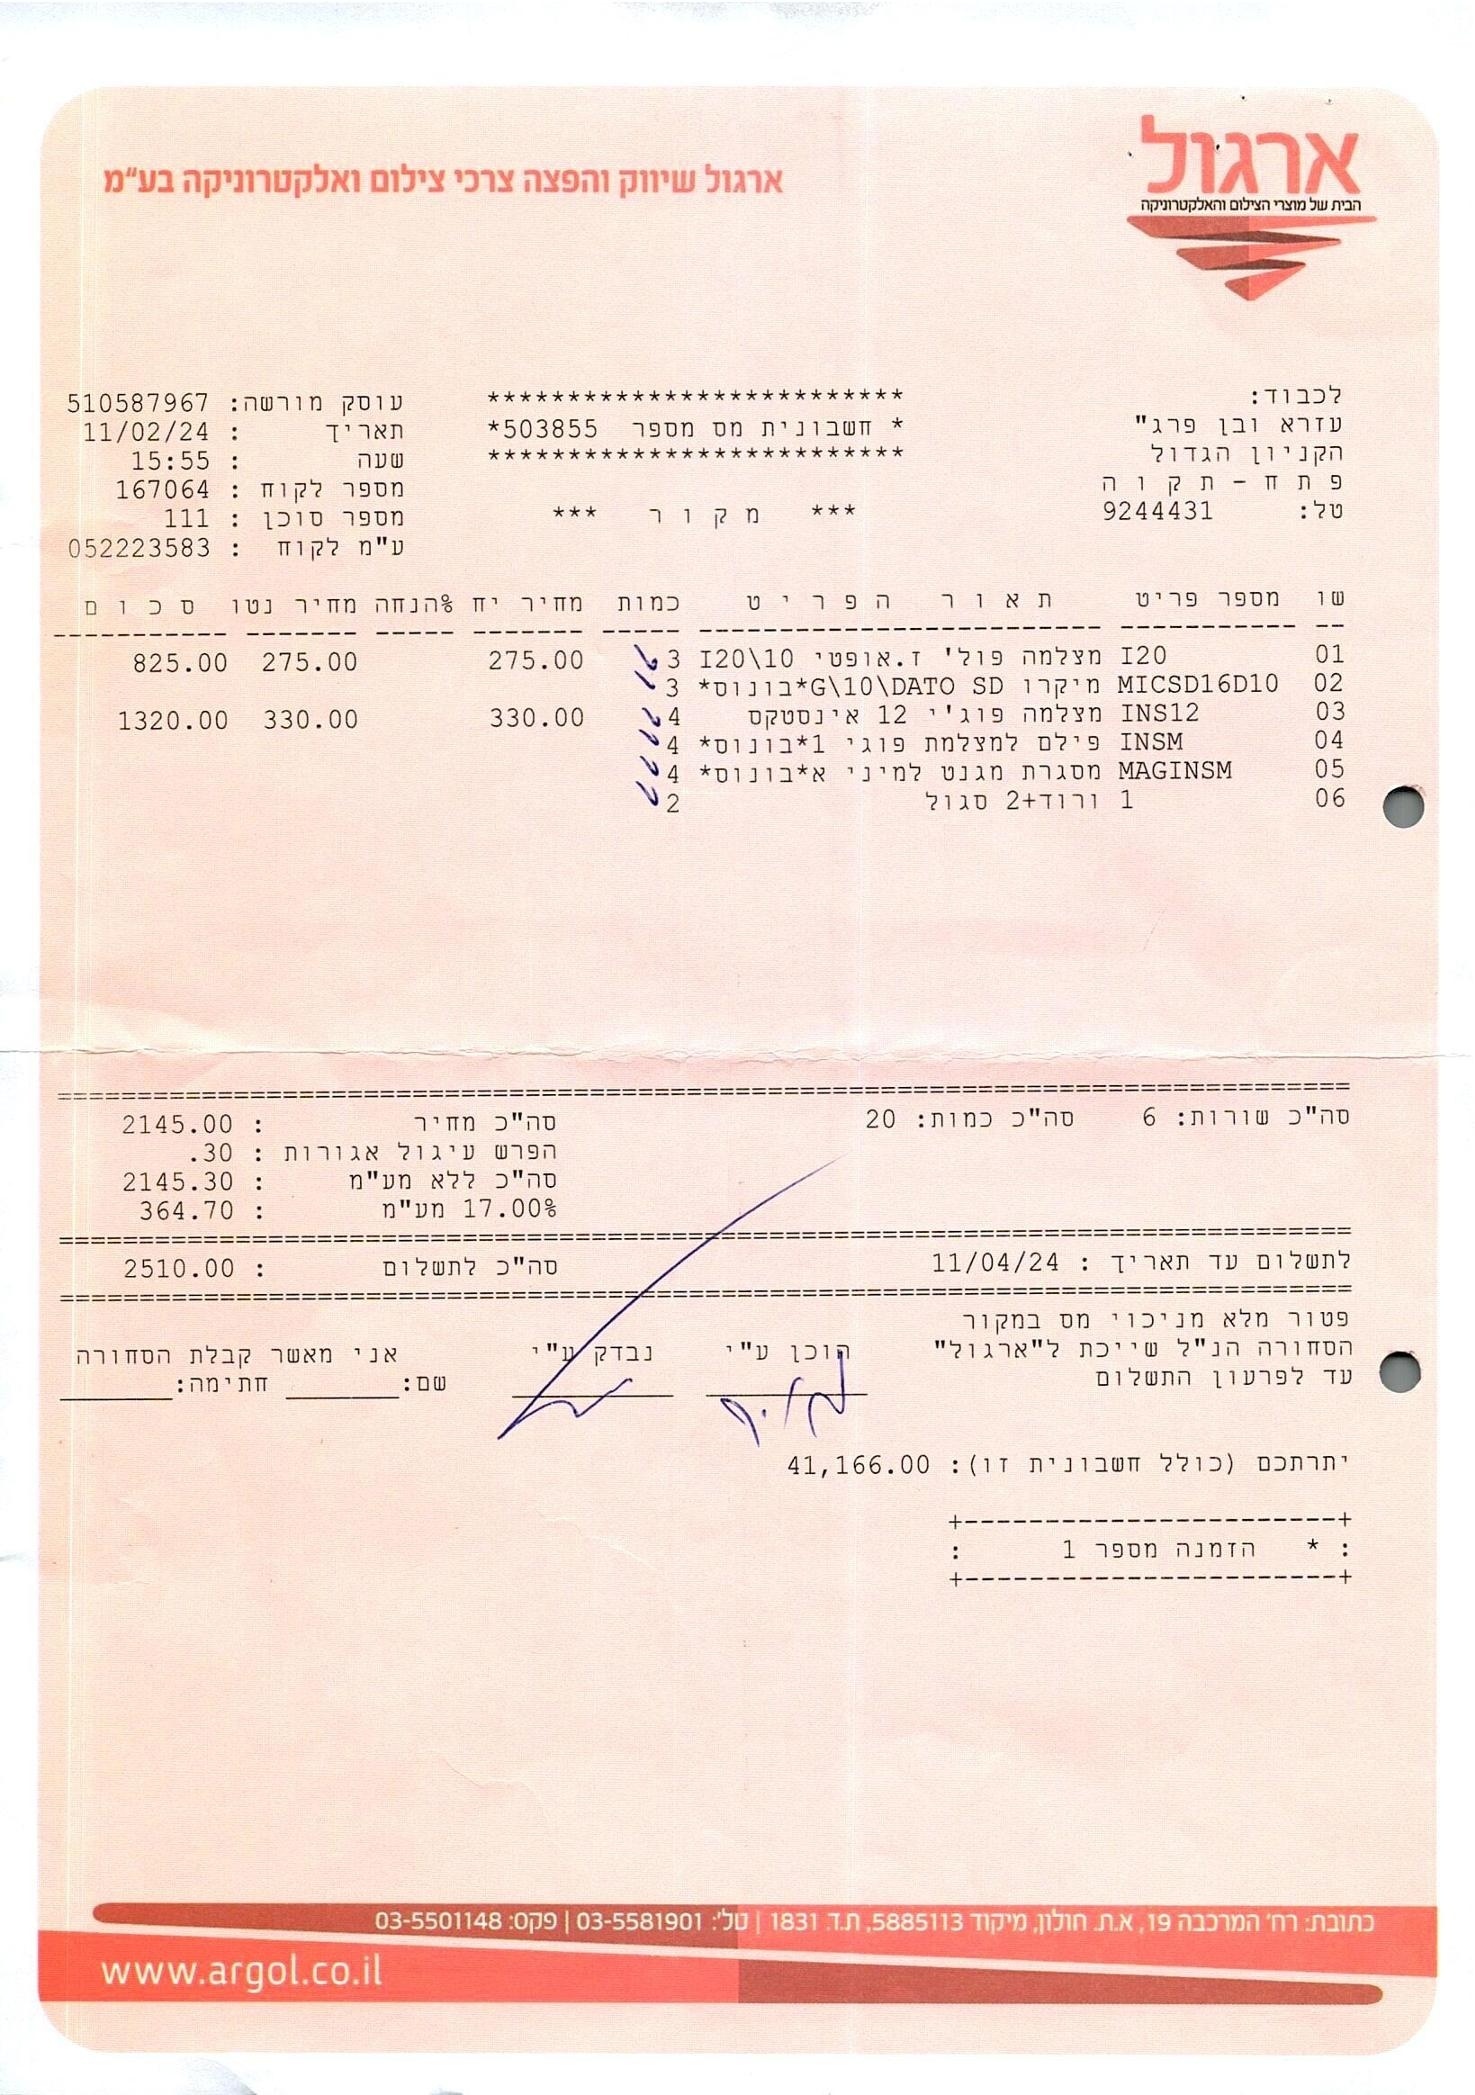 ארגול
הבית של מוצרי הצילום והאלקטרוניקה
ארגול שיווק והפצה צרכי צילום ואלקטרוניקה בע"מ
לכבוד:
עזרא ובן פרג"
הקניון הגדול
פ ת ח - ת ק ו ה
טל: 9244431
**************************
* חשבונית מס מספר 503855*
**************************
*** מ ק ו ר ***
עוסק מורשה: 510587967
תאריך : 11/02/24
שעה : 15:55
מספר לקוח : 167064
מספר סוכן : 111
ע"מ לקוח : 052223583
שו מספר פריט ת א ו ר ה פ ר י ט כמות מחיר יח %הנחה מחיר נטו ס כ ו ם
01 I20 מצלמה פול' ז.אופטי I20\10 3 275.00 275.00 825.00
02 MICSD16D10 מיקרו G\10\DATO SD*בונוס* 3
03 INS12 מצלמה פוג'י 12 אינסטקס 4 330.00 330.00 1320.00
04 INSM פילם למצלמת פוגי 1*בונוס* 4
05 MAGINSM מסגרת מגנט למיני א*בונוס* 4
06 1 ורוד+2 סגול 2
סה"כ שורות: 6 סה"כ כמות: 20 סה"כ מחיר : 2145.00
הפרש עיגול אגורות : .30
סה"כ ללא מע"מ : 2145.30
17.00% מע"מ : 364.70
לתשלום עד תאריך : 11/04/24 סה"כ לתשלום : 2510.00
פטור מלא מניכוי מס במקור
הסחורה הנ"ל שייכת ל"ארגול" הוכן ע"י נבדק ע"י אני מאשר קבלת הסחורה
עד לפרעון התשלום שם:________ חתימה:________
יתרתכם (כולל חשבונית זו): 41,166.00
+-----------------------+
: * הזמנה מספר 1 :
+-----------------------+
כתובת: רח' המרכבה 19, א.ת. חולון, מיקוד 5885113, ת.ד. 1831 | טל': 03-5581901 | פקס: 03-5501148
www.argol.co.il